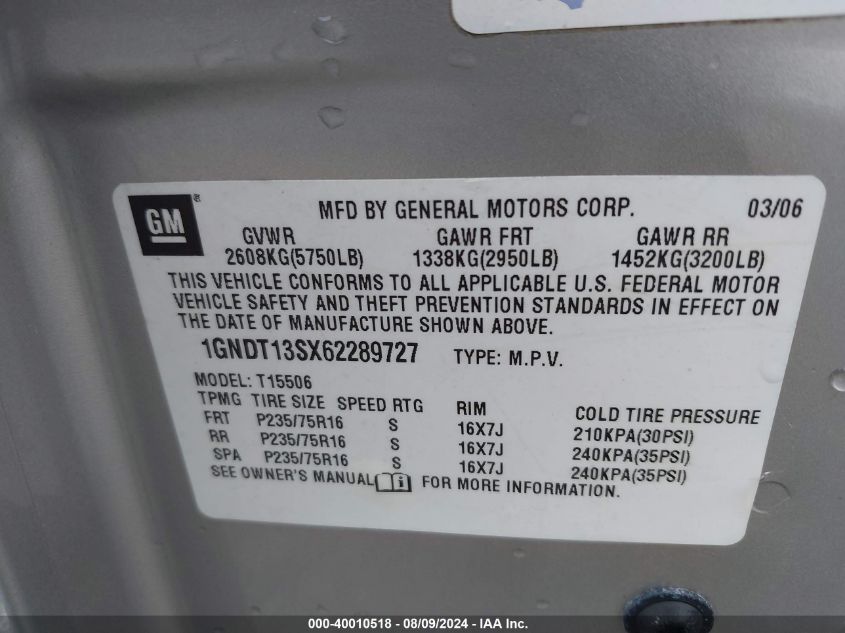 GM ®
MFD BY GENERAL MOTORS CORP. 03/06
GVWR GAWR FRT GAWR RR
2608KG(5750LB) 1338KG(2950LB) 1452KG(3200LB)
THIS VEHICLE CONFORMS TO ALL APPLICABLE U.S. FEDERAL MOTOR
VEHICLE SAFETY AND THEFT PREVENTION STANDARDS IN EFFECT ON
THE DATE OF MANUFACTURE SHOWN ABOVE.
1GNDT13SX62289727 TYPE: M.P.V.
MODEL: T15506
TPMG TIRE SIZE SPEED RTG RIM COLD TIRE PRESSURE
FRT P235/75R16 S 16X7J 210KPA(30PSI)
RR P235/75R16 S 16X7J 240KPA(35PSI)
SPA P235/75R16 S 16X7J 240KPA(35PSI)
SEE OWNER'S MANUAL i FOR MORE INFORMATION.
000-40010518 - 08/09/2024 - IAA Inc.